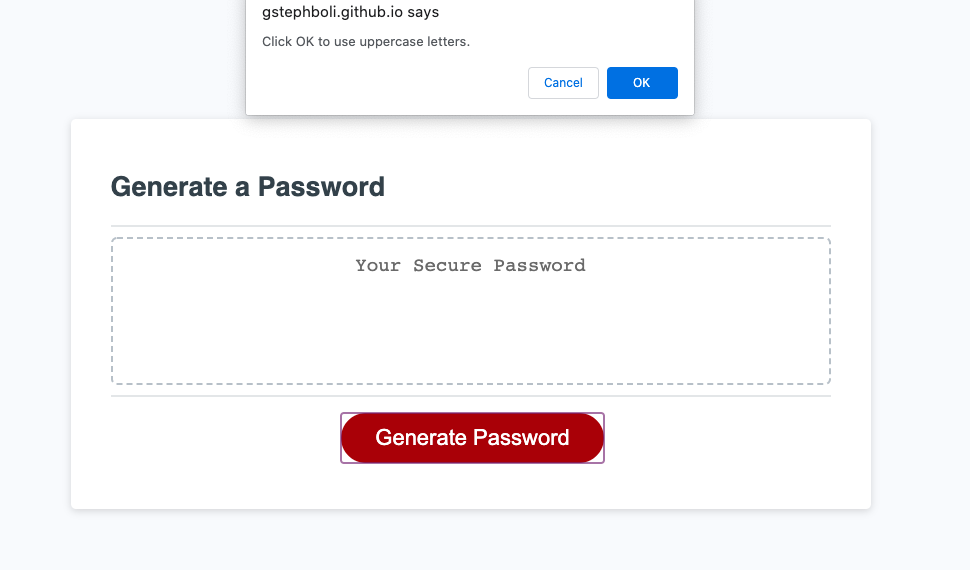 gstephboli.github.io says
Click OK to use uppercase letters.
Cancel
OK
Generate a Password
Your Secure Password
Generate Password